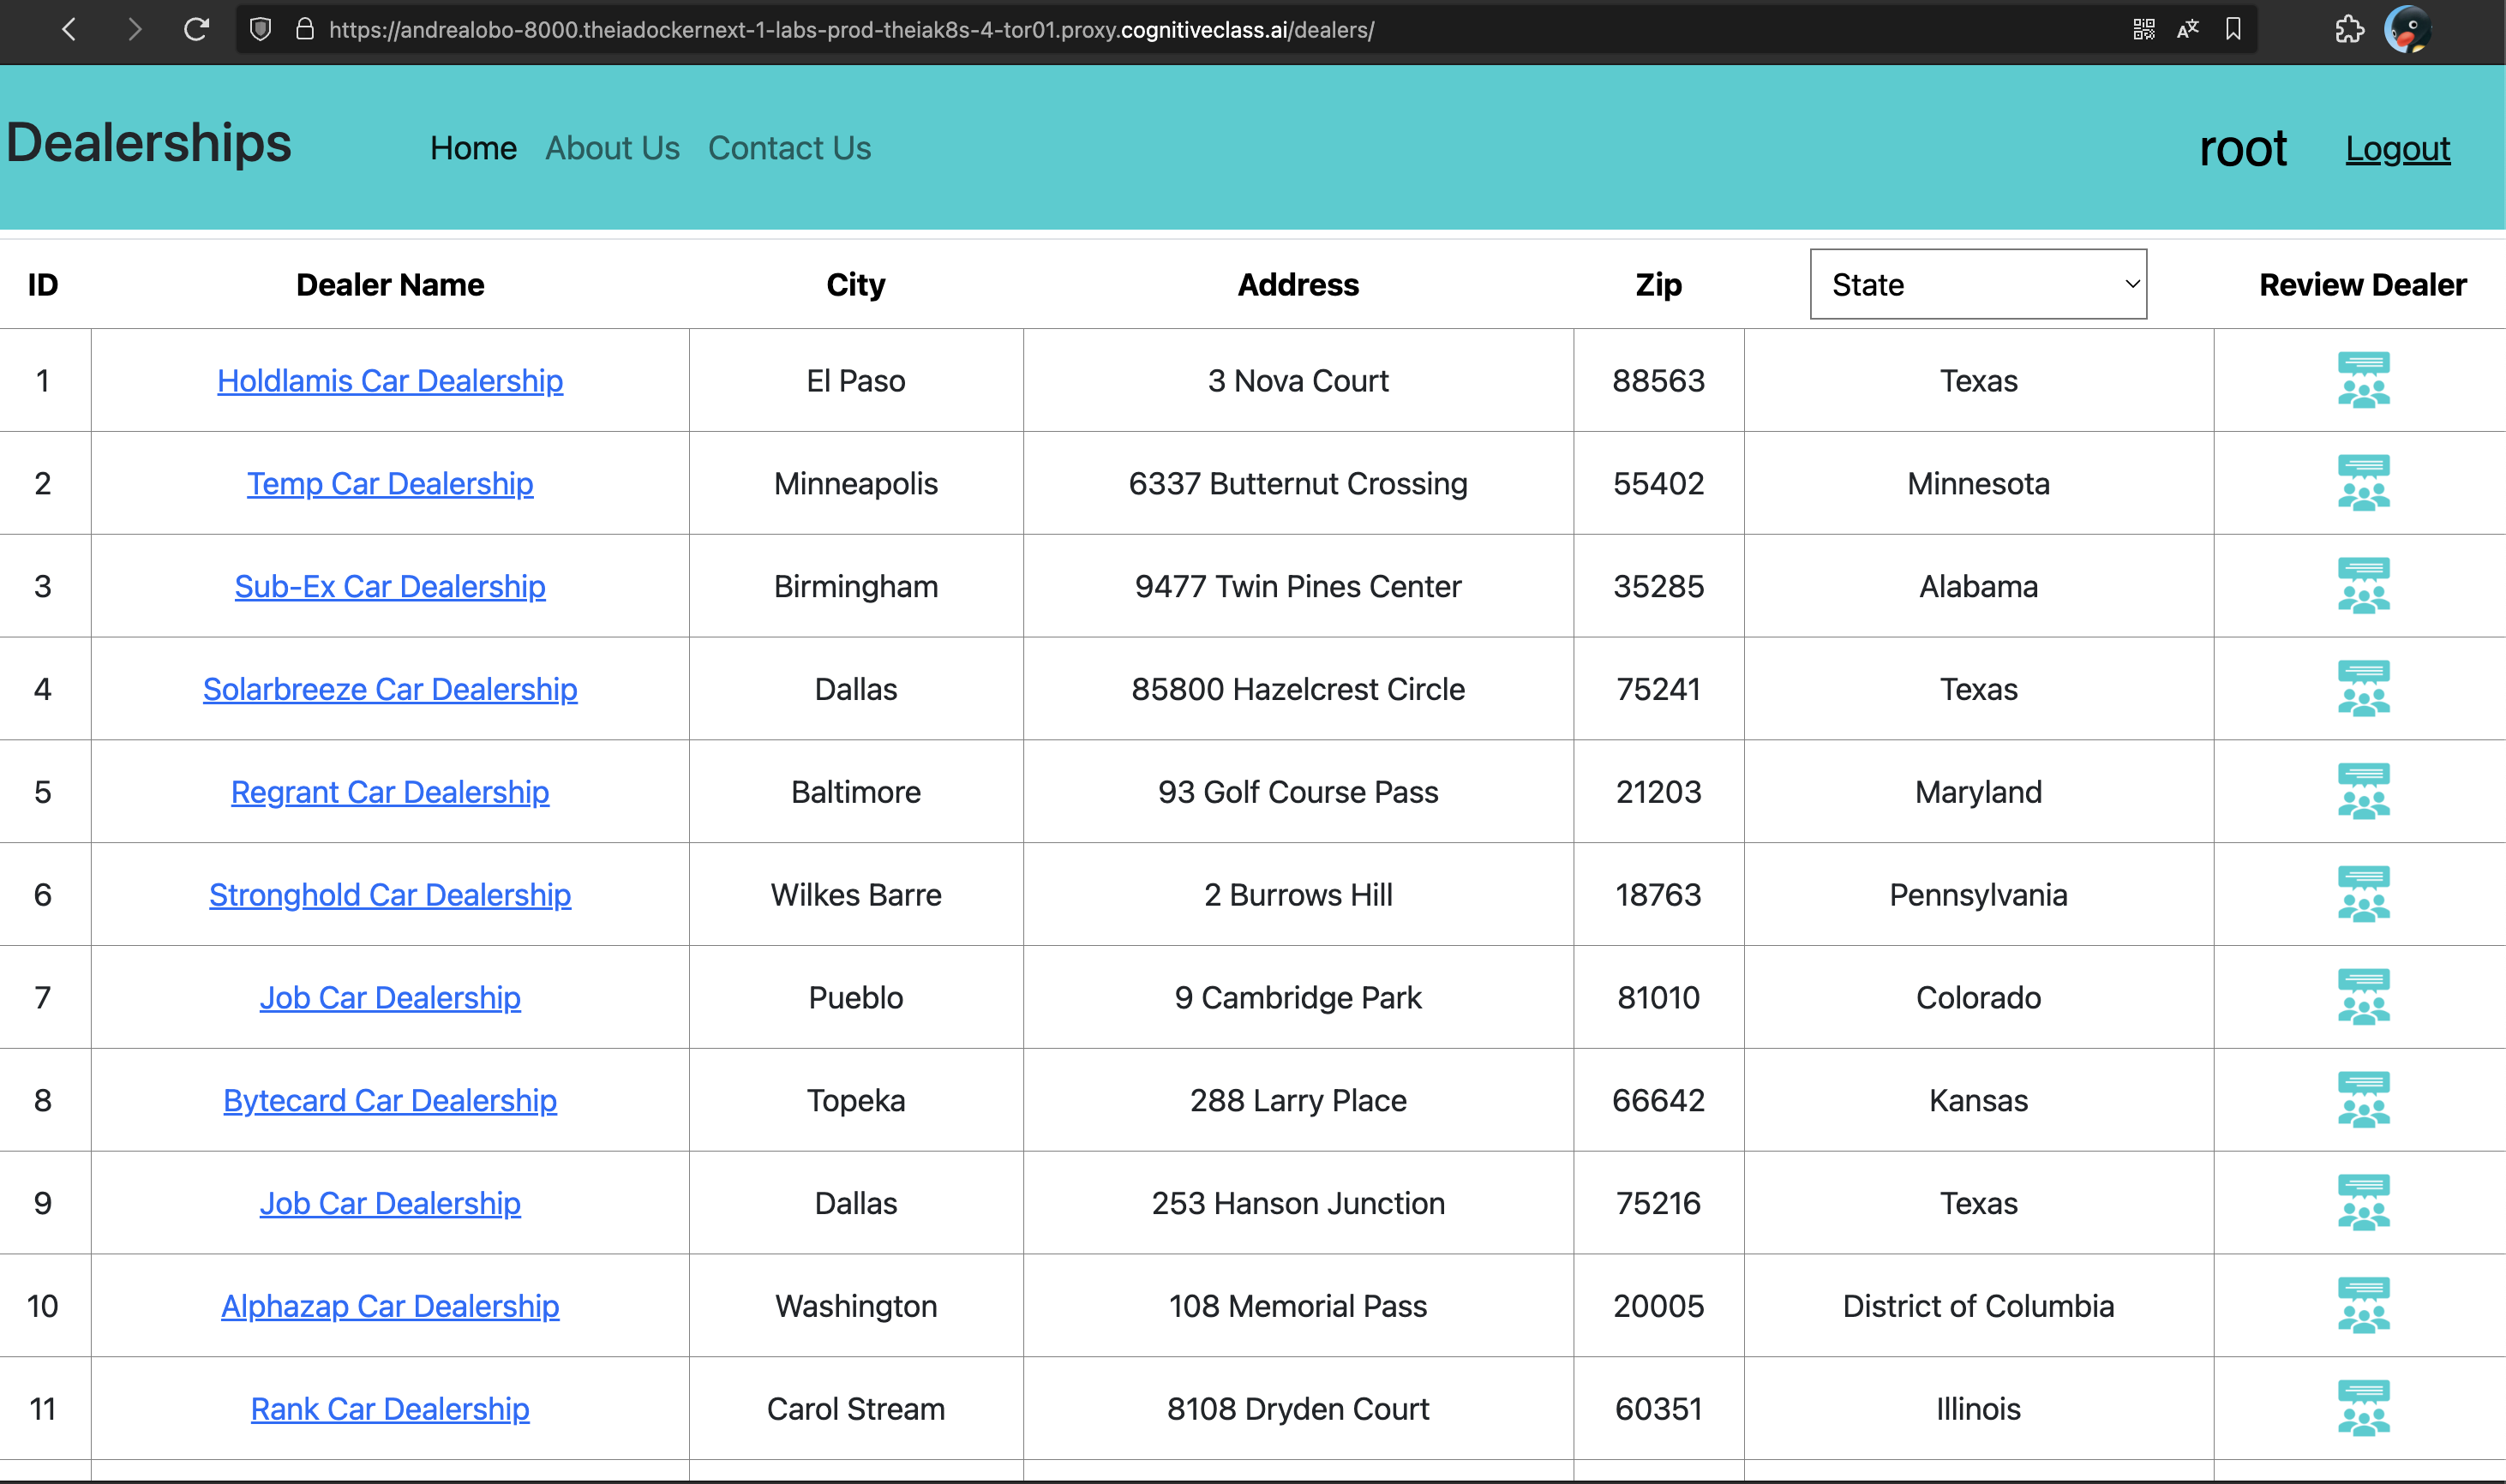 https://andrealobo-8000.theiadockernext-1-labs-prod-theiak8s-4-tor01.proxy.cognitiveclass.ai/dealers/
Dealerships Home About Us Contact Us root Logout
ID Dealer Name City Address Zip State Review Dealer
1 Holdlamis Car Dealership El Paso 3 Nova Court 88563 Texas
2 Temp Car Dealership Minneapolis 6337 Butternut Crossing 55402 Minnesota
3 Sub-Ex Car Dealership Birmingham 9477 Twin Pines Center 35285 Alabama
4 Solarbreeze Car Dealership Dallas 85800 Hazelcrest Circle 75241 Texas
5 Regrant Car Dealership Baltimore 93 Golf Course Pass 21203 Maryland
6 Stronghold Car Dealership Wilkes Barre 2 Burrows Hill 18763 Pennsylvania
7 Job Car Dealership Pueblo 9 Cambridge Park 81010 Colorado
8 Bytecard Car Dealership Topeka 288 Larry Place 66642 Kansas
9 Job Car Dealership Dallas 253 Hanson Junction 75216 Texas
10 Alphazap Car Dealership Washington 108 Memorial Pass 20005 District of Columbia
11 Rank Car Dealership Carol Stream 8108 Dryden Court 60351 Illinois